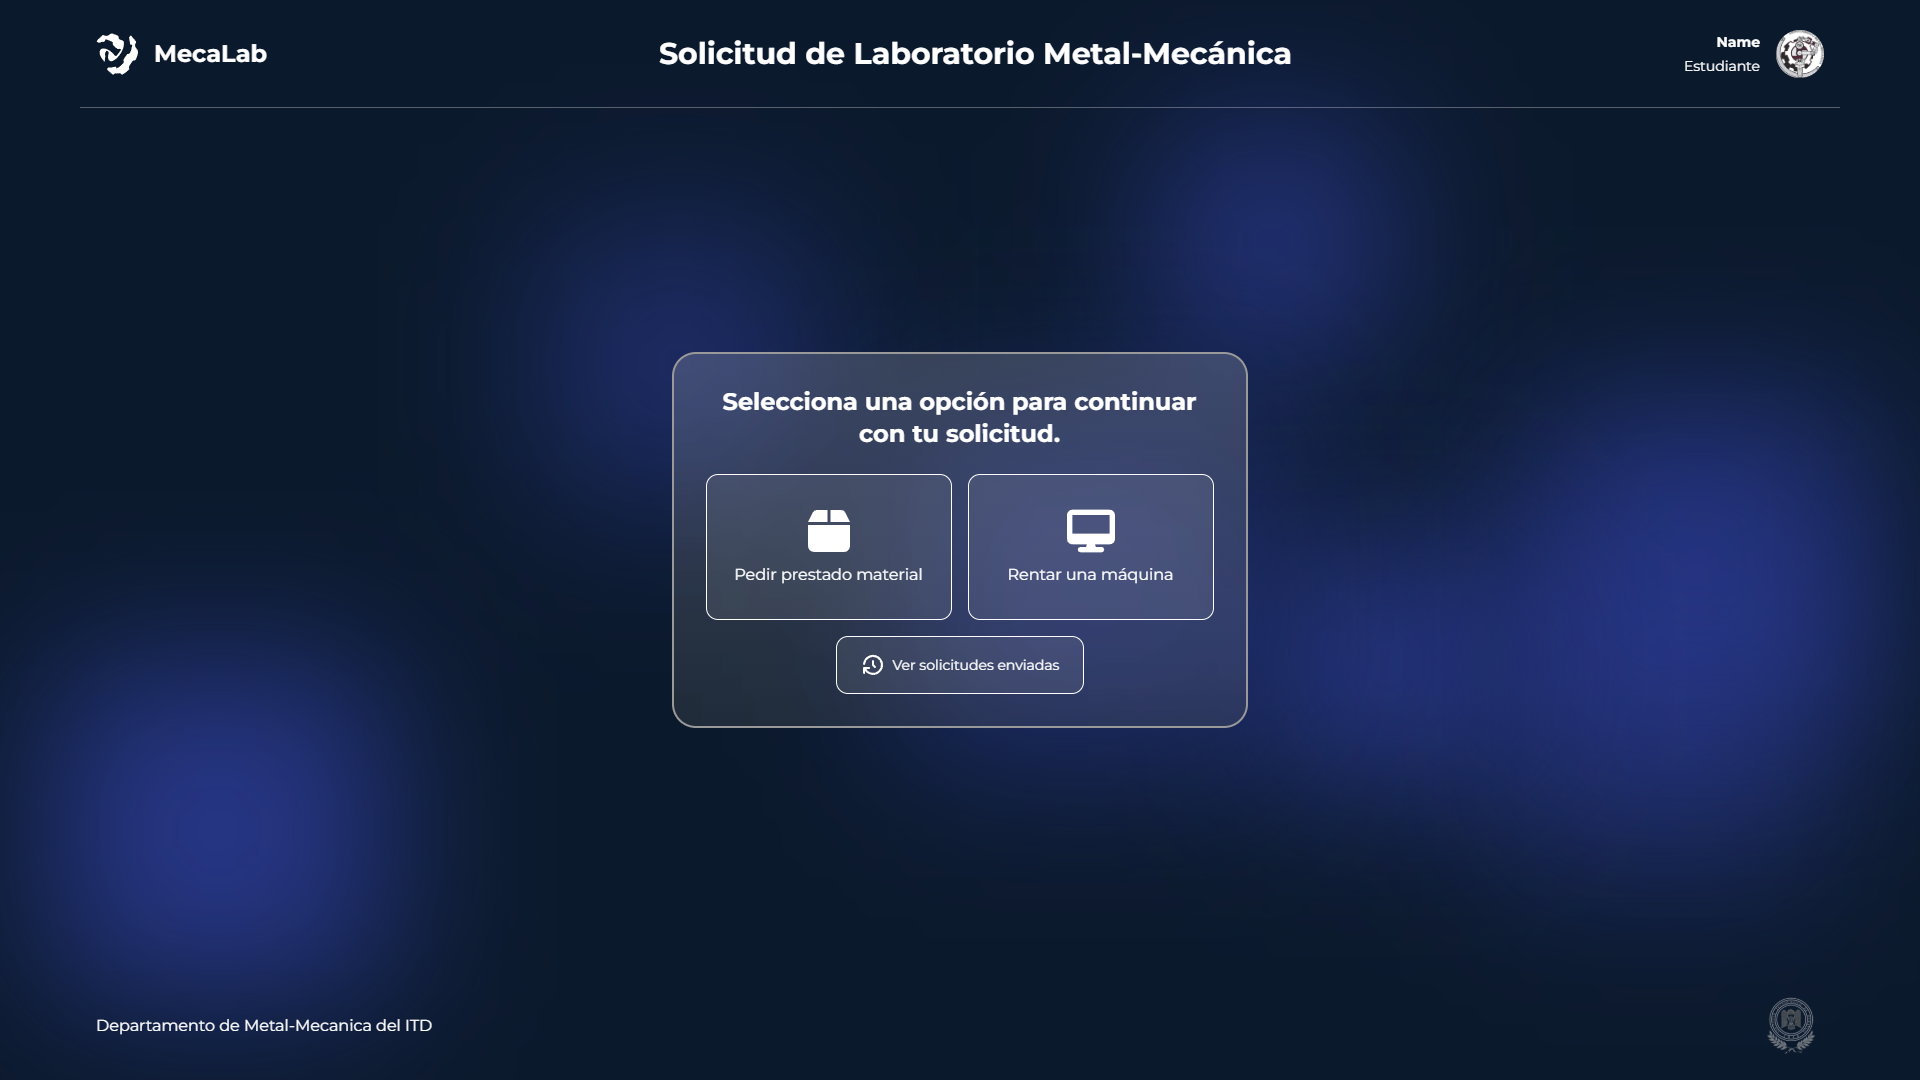 MecaLab
Solicitud de Laboratorio Metal-Mecánica
Name
Estudiante
Selecciona una opción para continuar
con tu solicitud.
Pedir prestado material
Rentar una máquina
Ver solicitudes enviadas
Departamento de Metal-Mecanica del ITD